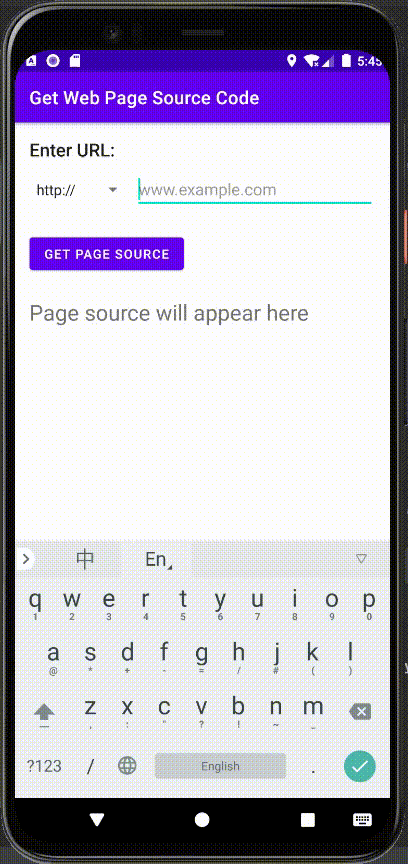 5:45
Get Web Page Source Code
Enter URL:
http:// www.example.com
GET PAGE SOURCE
Page source will appear here
中 En
q w e r t y u i o p
1 2 3 4 5 6 7 8 9 0
a s d f g h j k l
@ * + - = / # ( )
z x c v b n m
, : " ? ! ~ _
?123 / English .